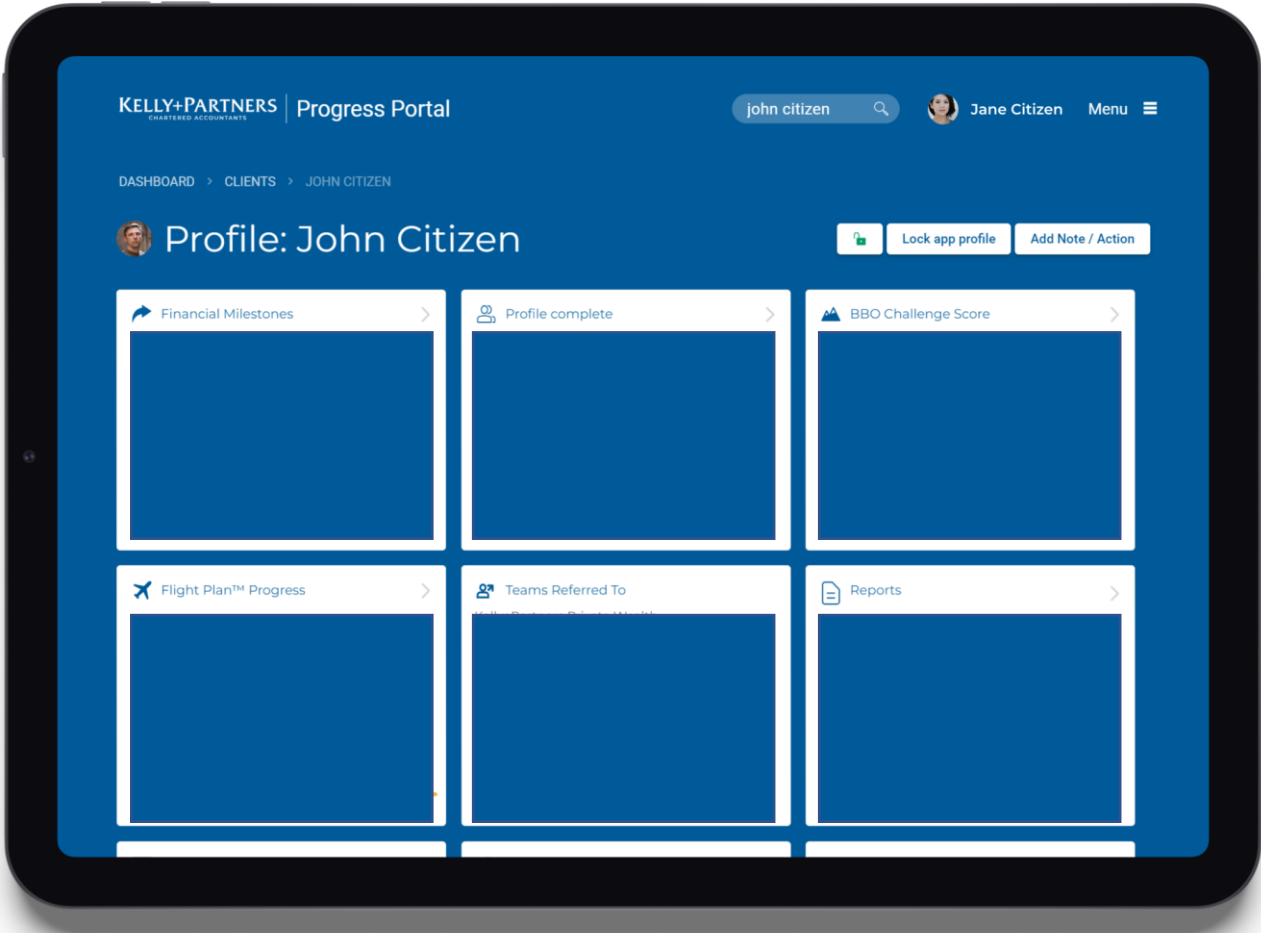 KELLY+PARTNERS
CHARTERED ACCOUNTANTS
Progress Portal
john citizen
Jane Citizen
Menu
DASHBOARD > CLIENTS > JOHN CITIZEN
Profile: John Citizen
Lock app profile
Add Note / Action
Financial Milestones
Profile complete
BBO Challenge Score
Flight Plan™ Progress
Teams Referred To
Reports